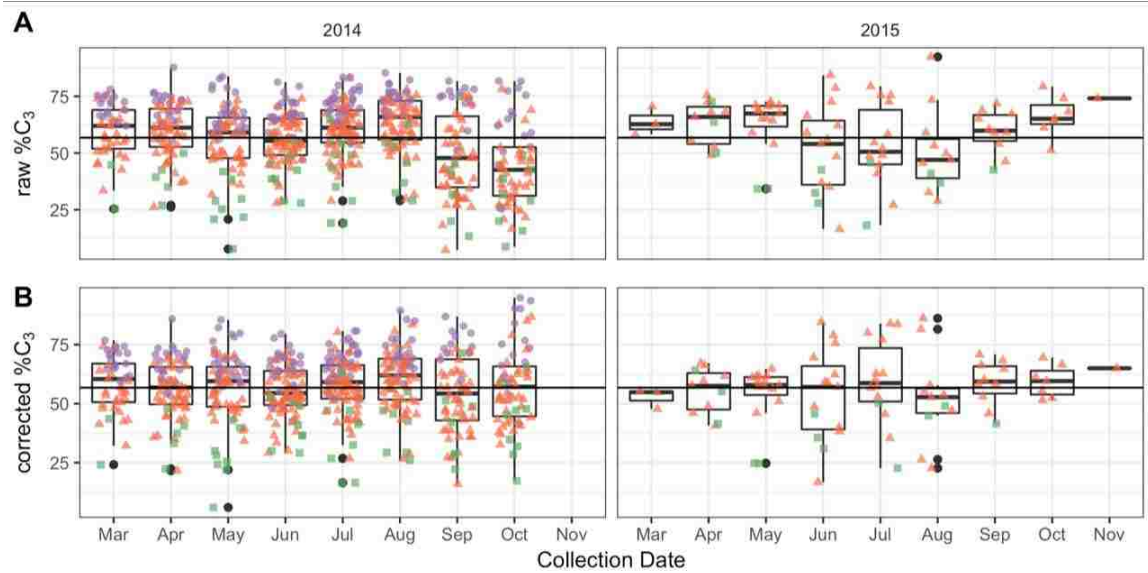 A
2014
2015
raw %C₃
75
50
25
B
corrected %C₃
75
50
25
Mar Apr May Jun Jul Aug Sep Oct Nov
Mar Apr May Jun Jul Aug Sep Oct Nov
Collection Date